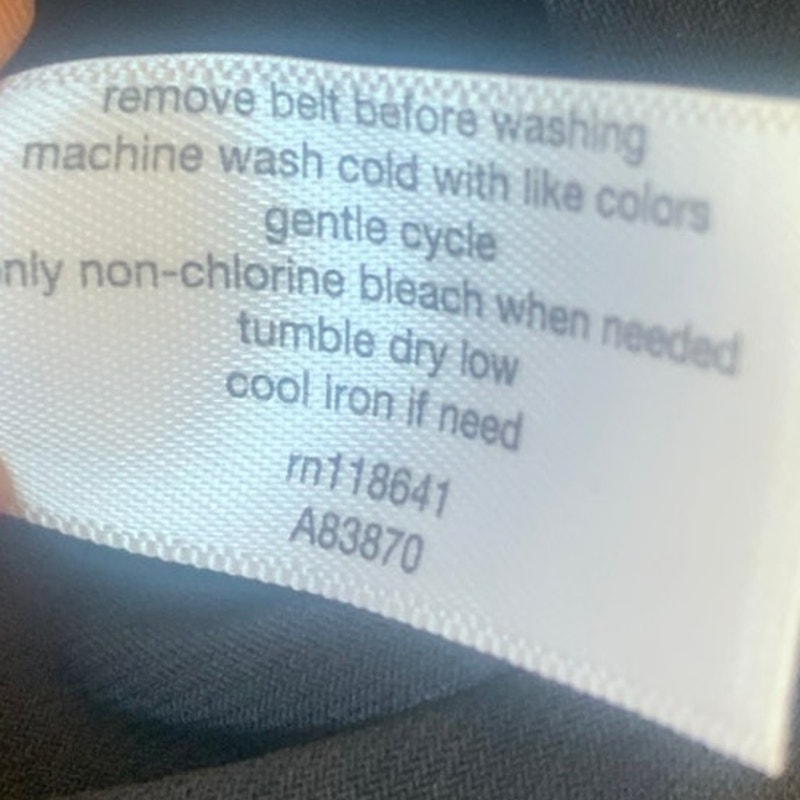 remove belt before washing
machine wash cold with like colors
gentle cycle
nly non-chlorine bleach when needed
tumble dry low
cool iron if need
rn118641
A83870